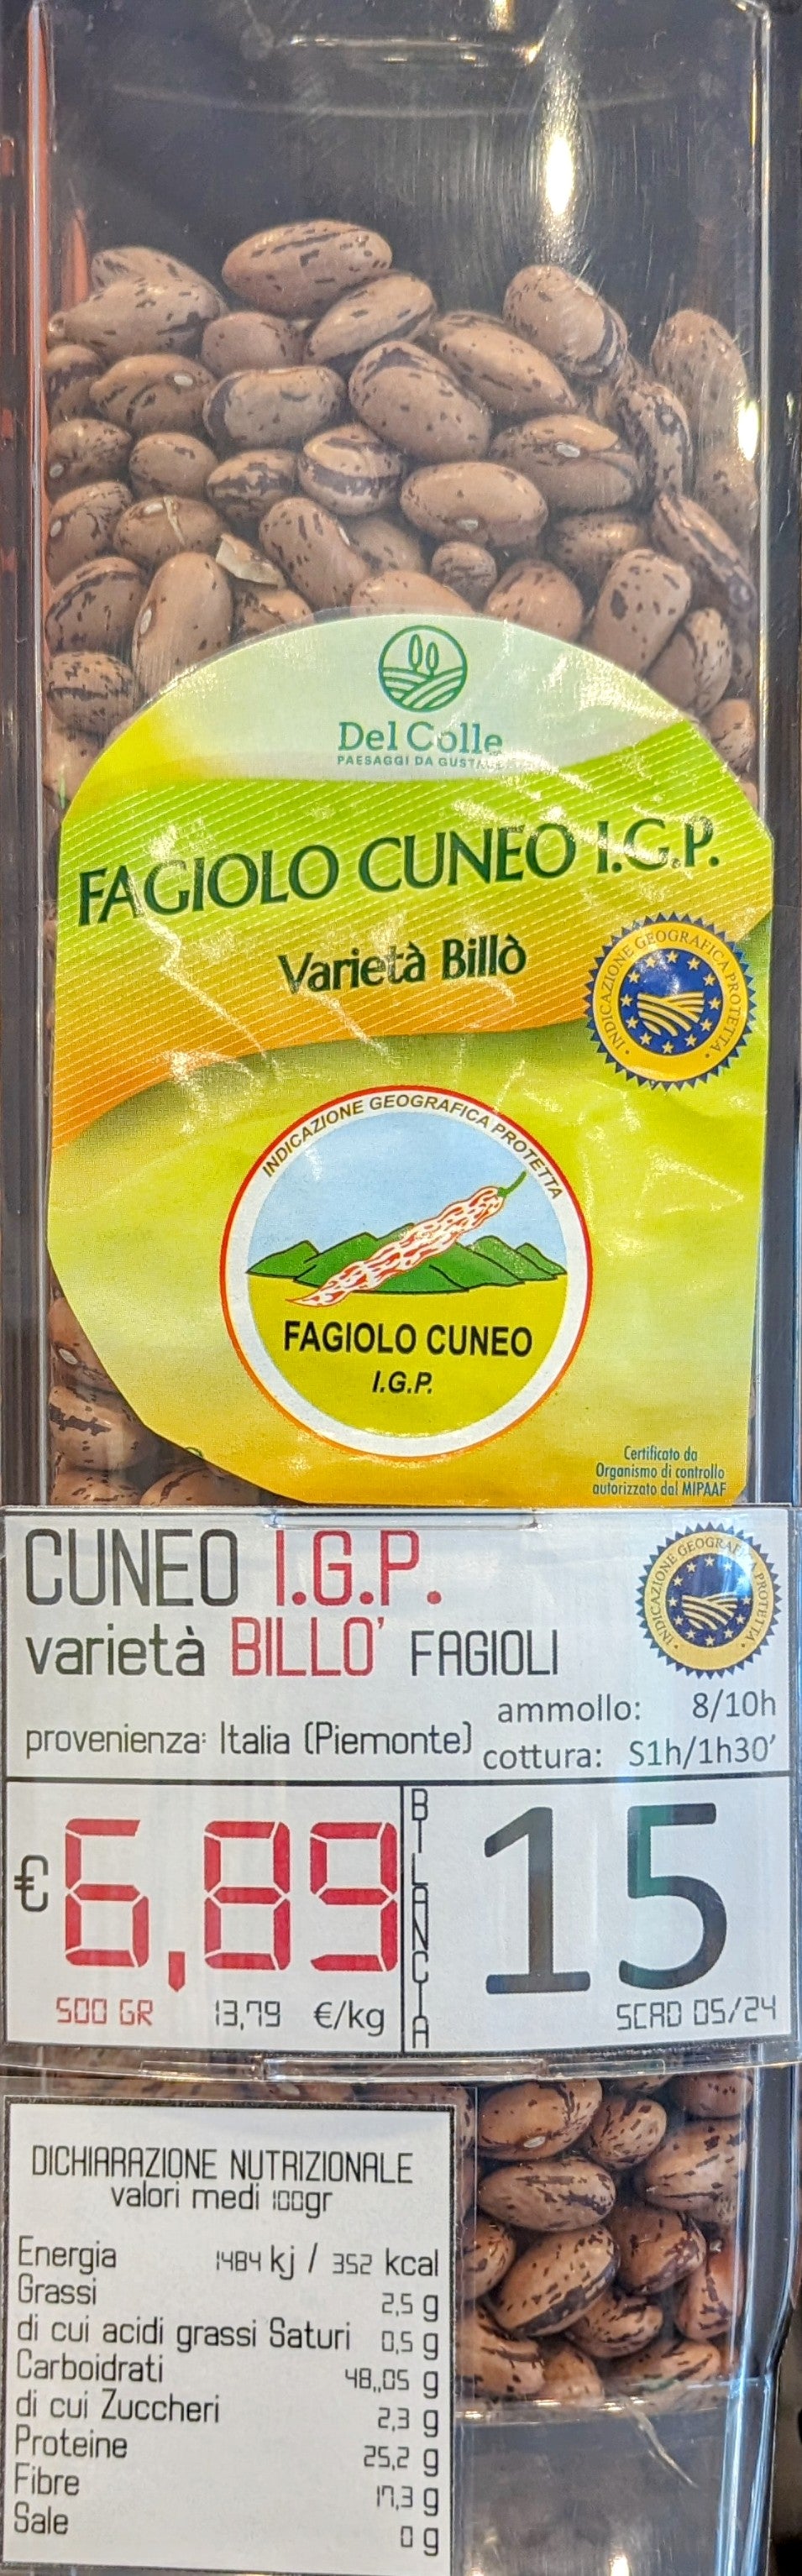 Del Colle
PAESAGGI DA GUSTARE
FAGIOLO CUNEO I.G.P.
Varietà Billò
INDICAZIONE GEOGRAFICA PROTETTA
INDICAZIONE GEOGRAFICA PROTETTA
FAGIOLO CUNEO
I.G.P.
Certificato da
Organismo di controllo
autorizzato dal MIPAAF
CUNEO I.G.P.
varietà BILLO' FAGIOLI
INDICAZIONE GEOGRAFICA PROTETTA
ammollo: 8/10h
provenienza: Italia (Piemonte)
cottura: S1h/1h30'
€ 6,89
BILANCIA
15
500 GR 13,79 €/kg
SCAD 05/24
DICHIARAZIONE NUTRIZIONALE
valori medi 100gr
Energia 1484 kj / 352 kcal
Grassi 2,5 g
di cui acidi grassi Saturi 0,5 g
Carboidrati 48,,05 g
di cui Zuccheri 2,3 g
Proteine 25,2 g
Fibre 17,3 g
Sale 0 g